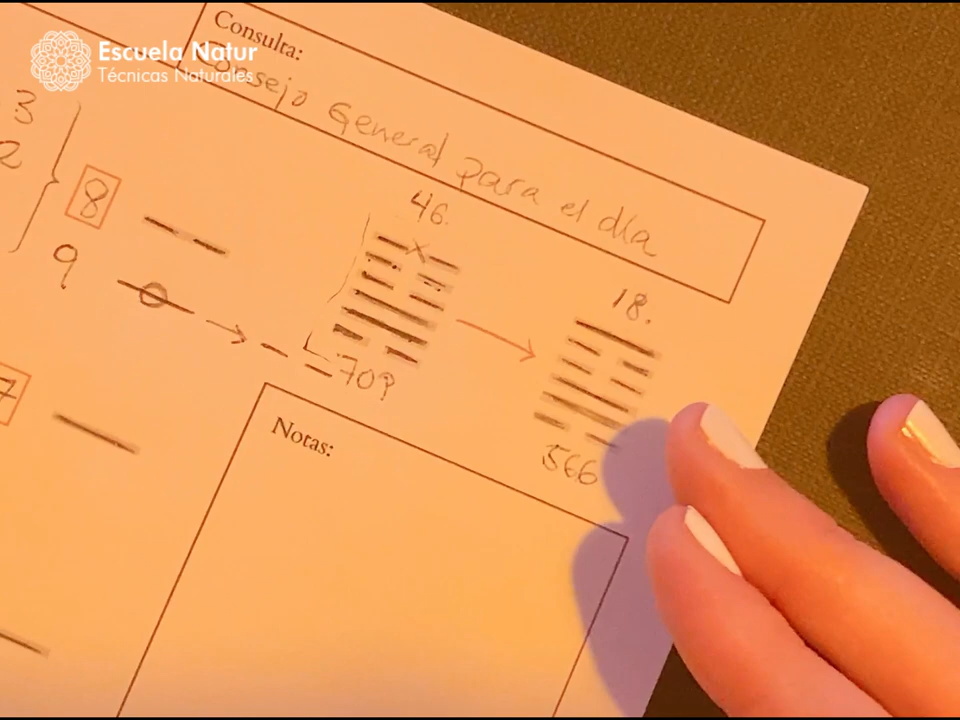 Escuela Natur
Técnicas Naturales
Consulta:
Consejo General para el día
3
2
8
9
7
46.
709
18.
566
Notas: